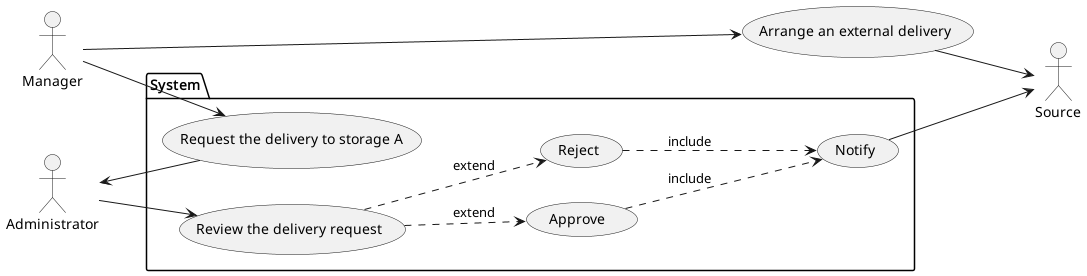 Arrange an external delivery
Manager
System
Source
Request the delivery to storage A
Reject
include
Notify
extend
include
Administrator
extend
Approve
Review the delivery request